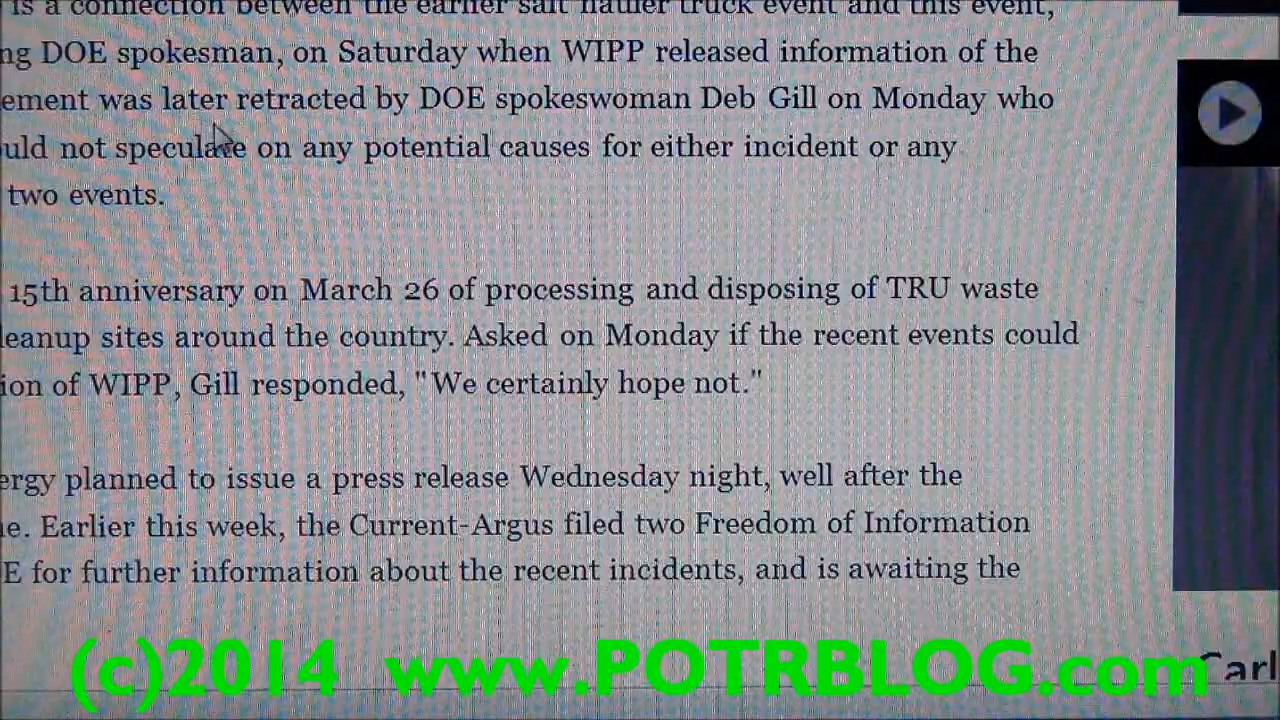 is a connection between the earlier salt hauler truck event and this event,
ng DOE spokesman, on Saturday when WIPP released information of the
ement was later retracted by DOE spokeswoman Deb Gill on Monday who
uld not speculate on any potential causes for either incident or any
two events.
15th anniversary on March 26 of processing and disposing of TRU waste
leanup sites around the country. Asked on Monday if the recent events could
ion of WIPP, Gill responded, "We certainly hope not."
ergy planned to issue a press release Wednesday night, well after the
ne. Earlier this week, the Current-Argus filed two Freedom of Information
E for further information about the recent incidents, and is awaiting the
(c)2014 www.POTRBLOG.com
Carl